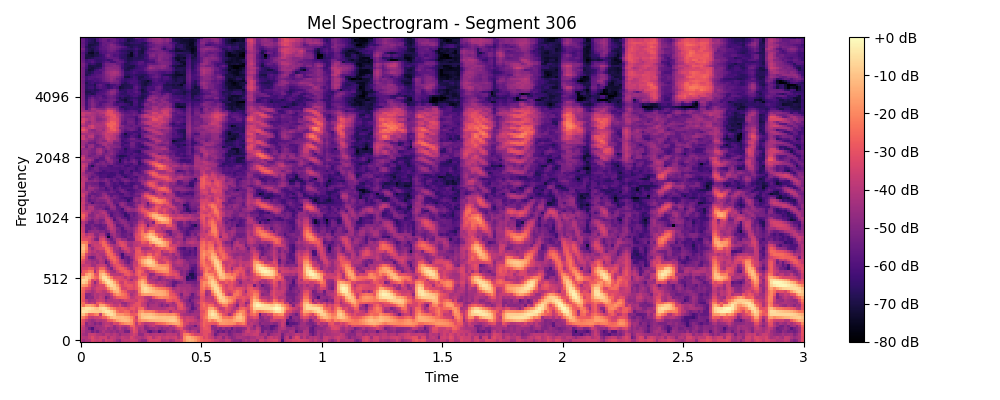 Mel Spectrogram - Segment 306
Frequency
4096
2048
1024
512
0
0
0.5
1
1.5
2
2.5
3
Time
+0 dB
-10 dB
-20 dB
-30 dB
-40 dB
-50 dB
-60 dB
-70 dB
-80 dB